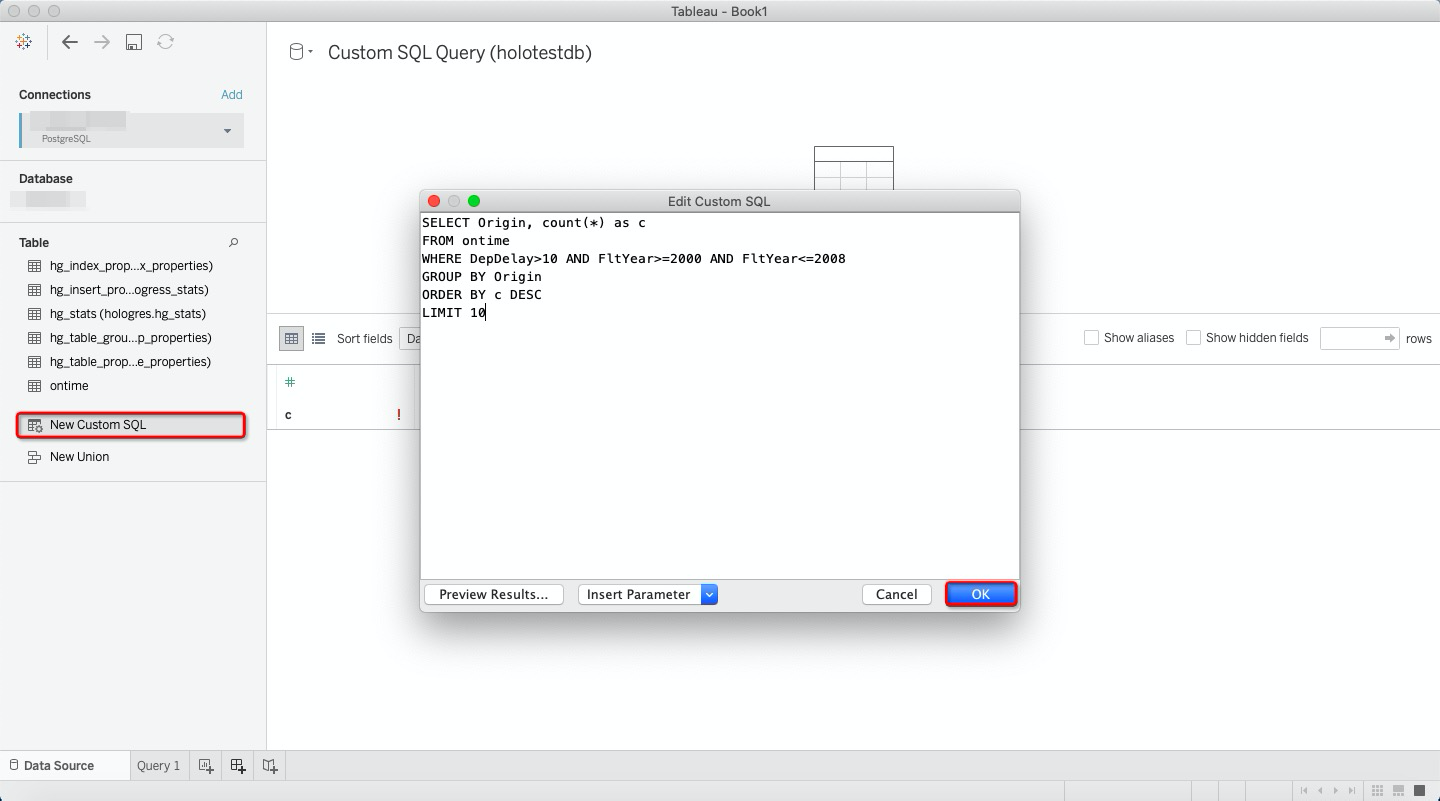 Tableau - Book1
Custom SQL Query (holotestdb)
Connections
Add
PostgreSQL
Database
Table
hg_index_prop...x_properties)
hg_insert_pro...ogress_stats)
hg_stats (hologres.hg_stats)
hg_table_grou...p_properties)
hg_table_prop...e_properties)
ontime
New Custom SQL
New Union
Edit Custom SQL
SELECT Origin, count(*) as c
FROM ontime
WHERE DepDelay>10 AND FltYear>=2000 AND FltYear<=2008
GROUP BY Origin
ORDER BY c DESC
LIMIT 10
Preview Results...
Insert Parameter
Cancel
OK
Sort fields
Da
Show aliases
Show hidden fields
rows
#
c
!
Data Source
Query 1